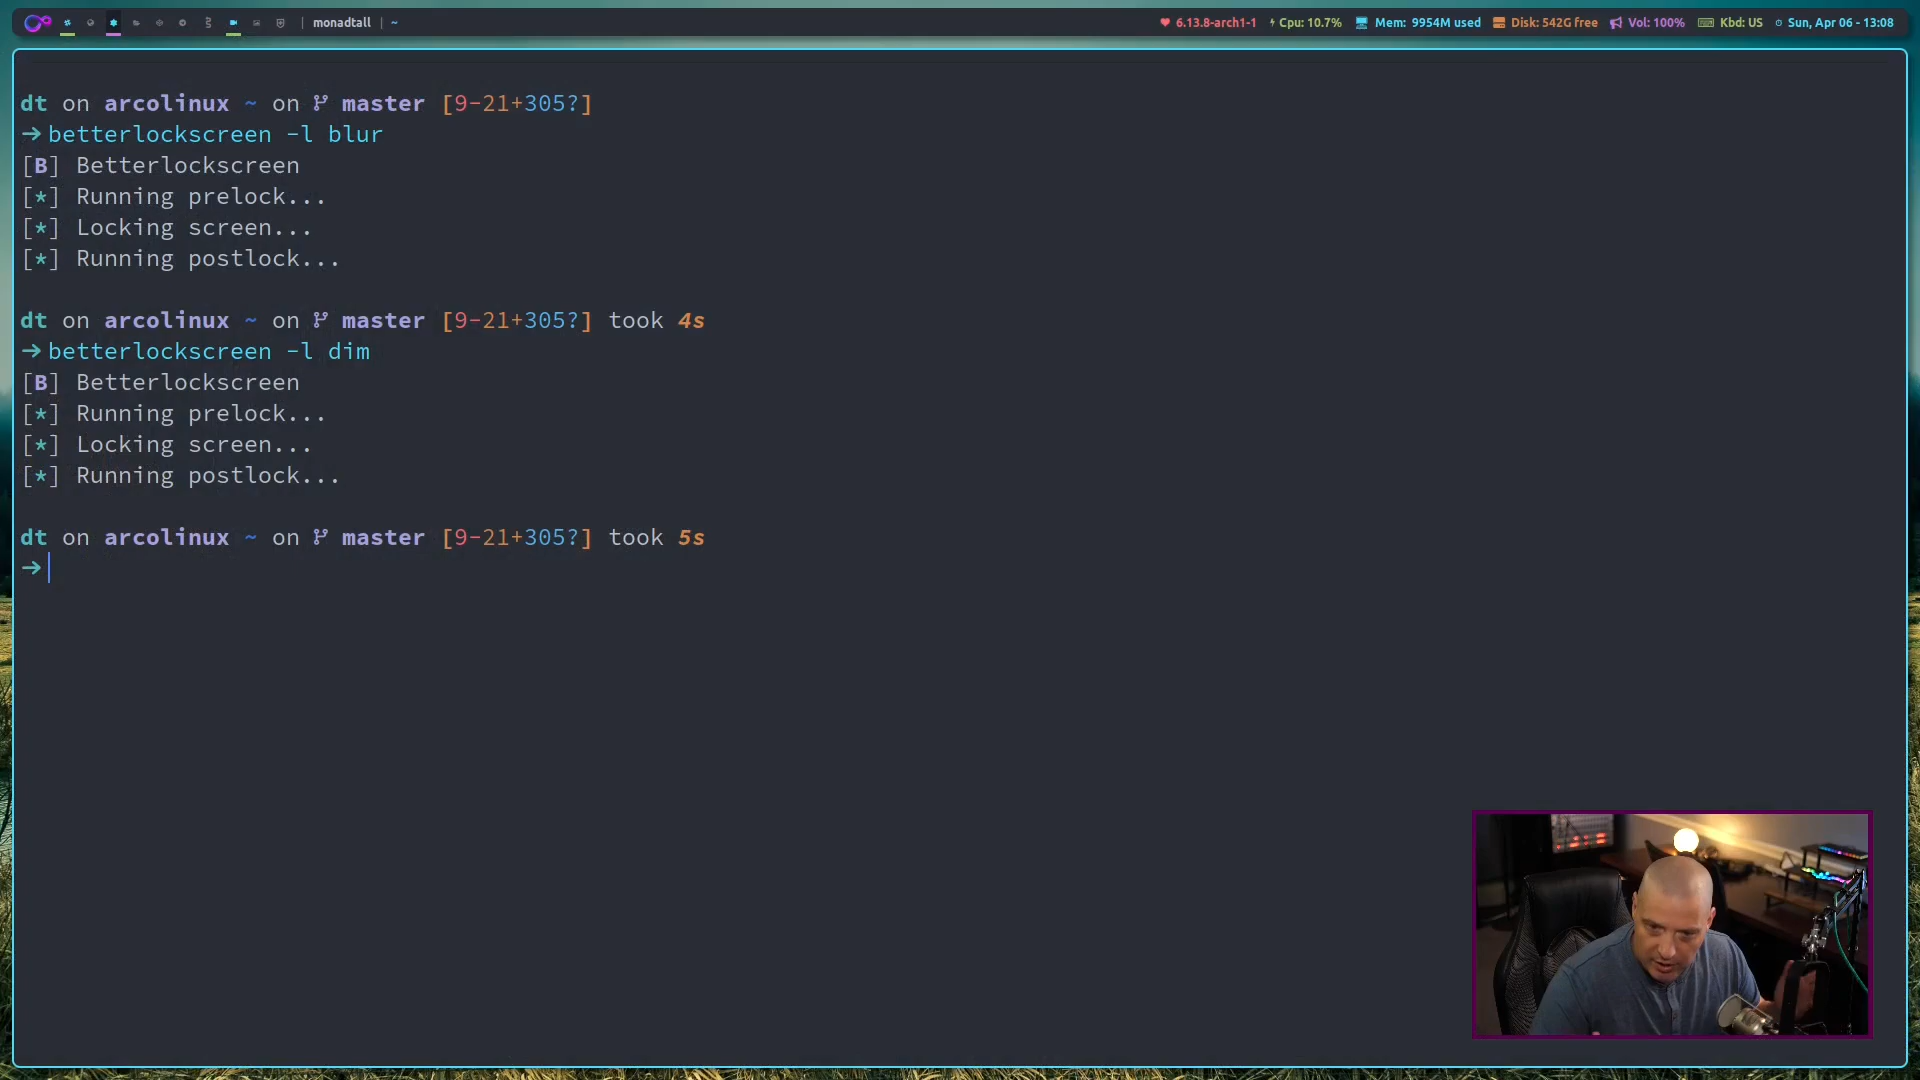 monadtall | ~ 6.13.8-arch1-1 Cpu: 10.7% Mem: 9954M used Disk: 542G free Vol: 100% Kbd: US Sun, Apr 06 - 13:08
dt on arcolinux ~ on master [9-21+305?]
→betterlockscreen -l blur
[B] Betterlockscreen
[*] Running prelock...
[*] Locking screen...
[*] Running postlock...
dt on arcolinux ~ on master [9-21+305?] took 4s
→betterlockscreen -l dim
[B] Betterlockscreen
[*] Running prelock...
[*] Locking screen...
[*] Running postlock...
dt on arcolinux ~ on master [9-21+305?] took 5s
→